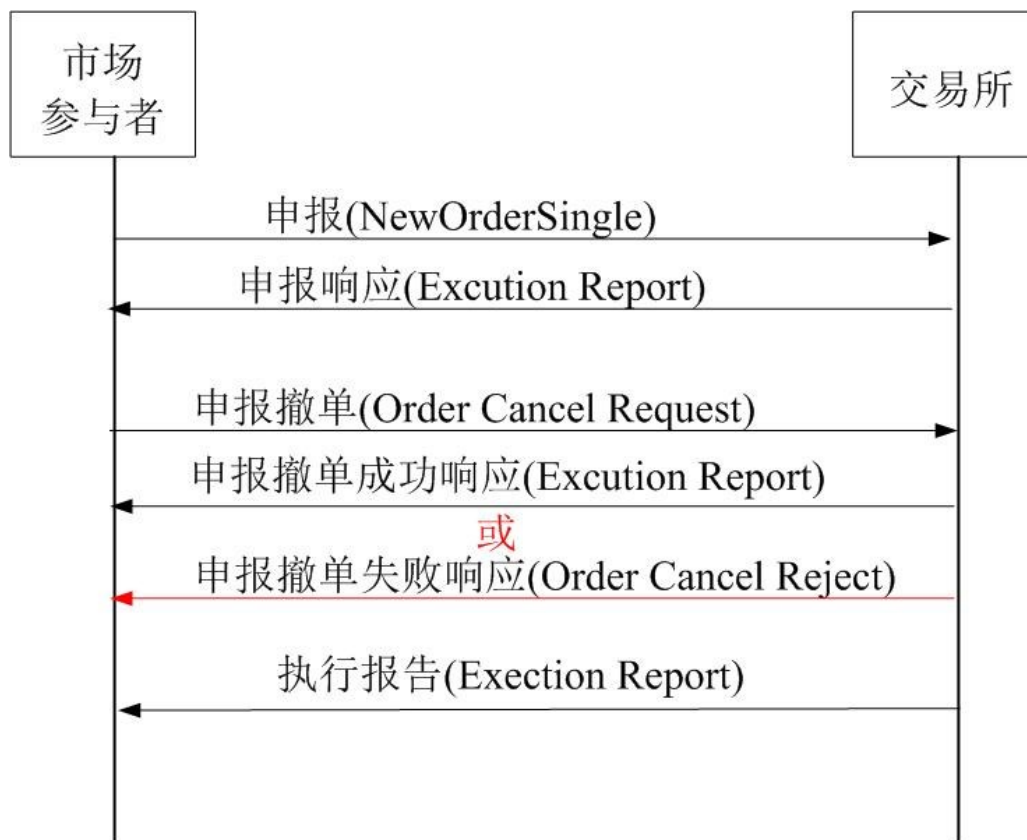 市场
参与者
交易所
申报(NewOrderSingle)
申报响应(Excution Report)
申报撤单(Order Cancel Request)
申报撤单成功响应(Excution Report)
或
申报撤单失败响应(Order Cancel Reject)
执行报告(Exection Report)